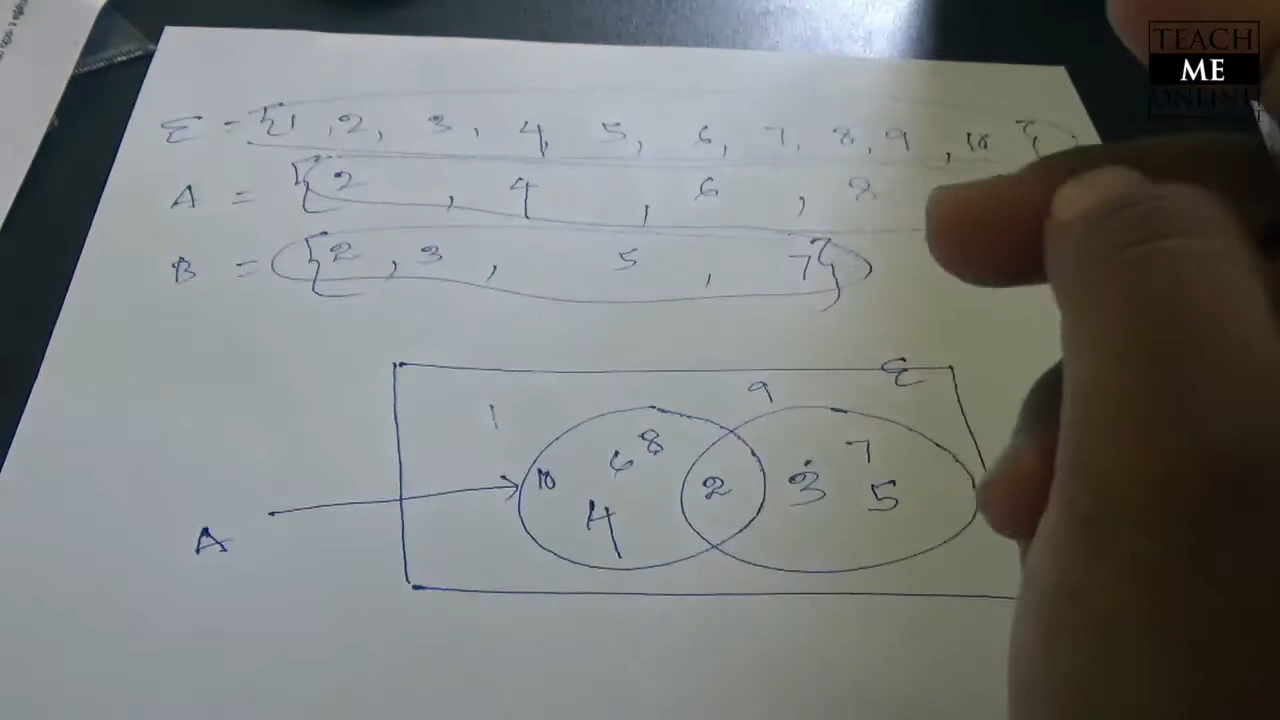 TEACH
ME
ONLINE
Ɛ = {1, 2, 3, 4, 5, 6, 7, 8, 9, 10}
A = {2, 4, 6, 8
B = {2, 3, 5, 7}
Ɛ
1 9
10 6 8 4 2 3 7 5
A